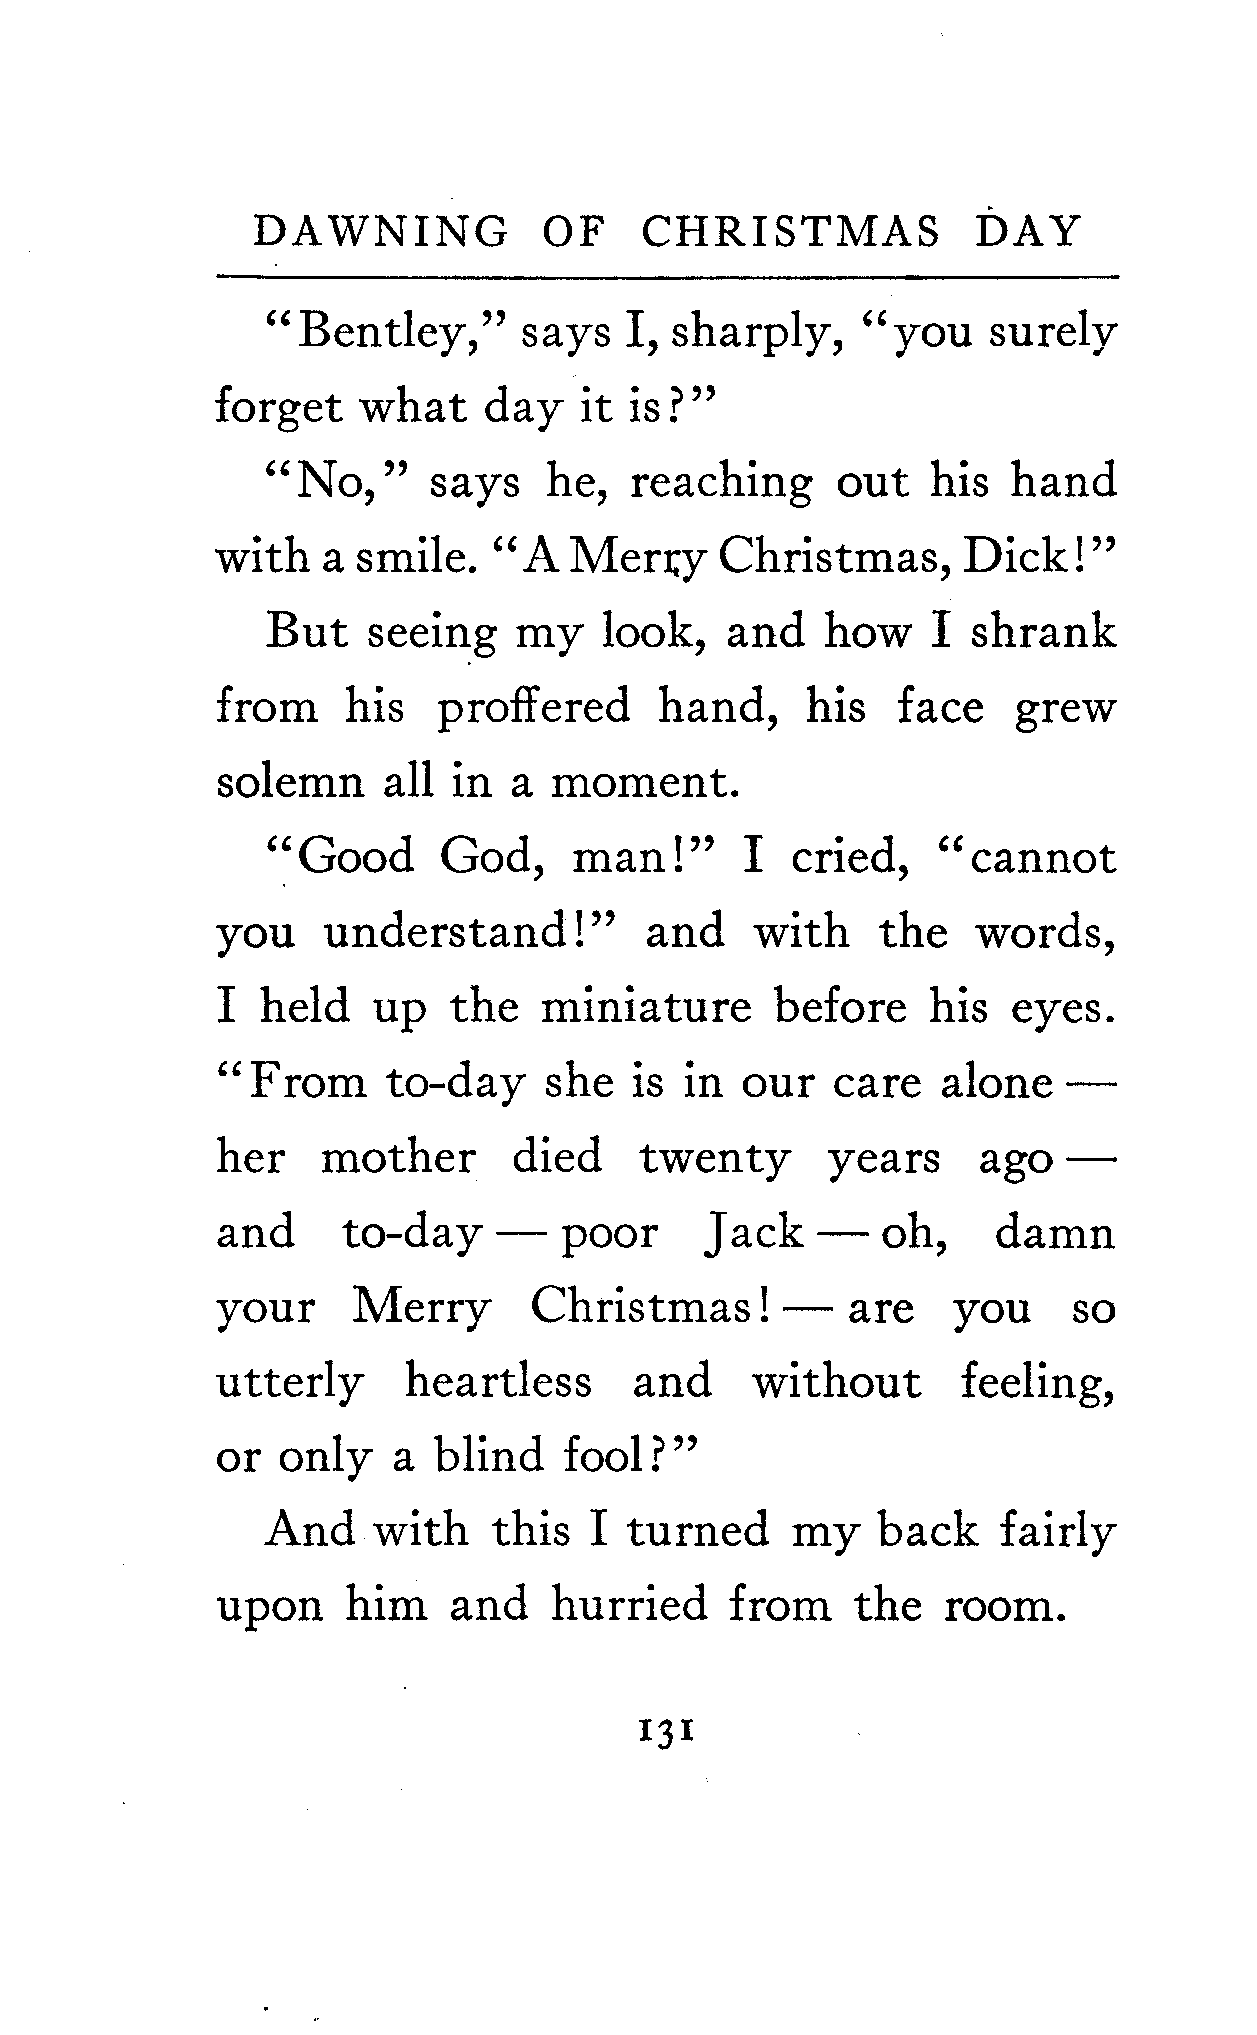 DAWNING OF CHRISTMAS DAY
“Bentley,” says I, sharply, “you surely
forget what day it is?”
“No,” says he, reaching out his hand
with a smile. “A Merry Christmas, Dick!”
But seeing my look, and how I shrank
from his proffered hand, his face grew
solemn all in a moment.
“Good God, man!” I cried, “cannot
you understand!” and with the words,
I held up the miniature before his eyes.
“From to-day she is in our care alone —
her mother died twenty years ago —
and to-day — poor Jack — oh, damn
your Merry Christmas! — are you so
utterly heartless and without feeling,
or only a blind fool?”
And with this I turned my back fairly
upon him and hurried from the room.
131